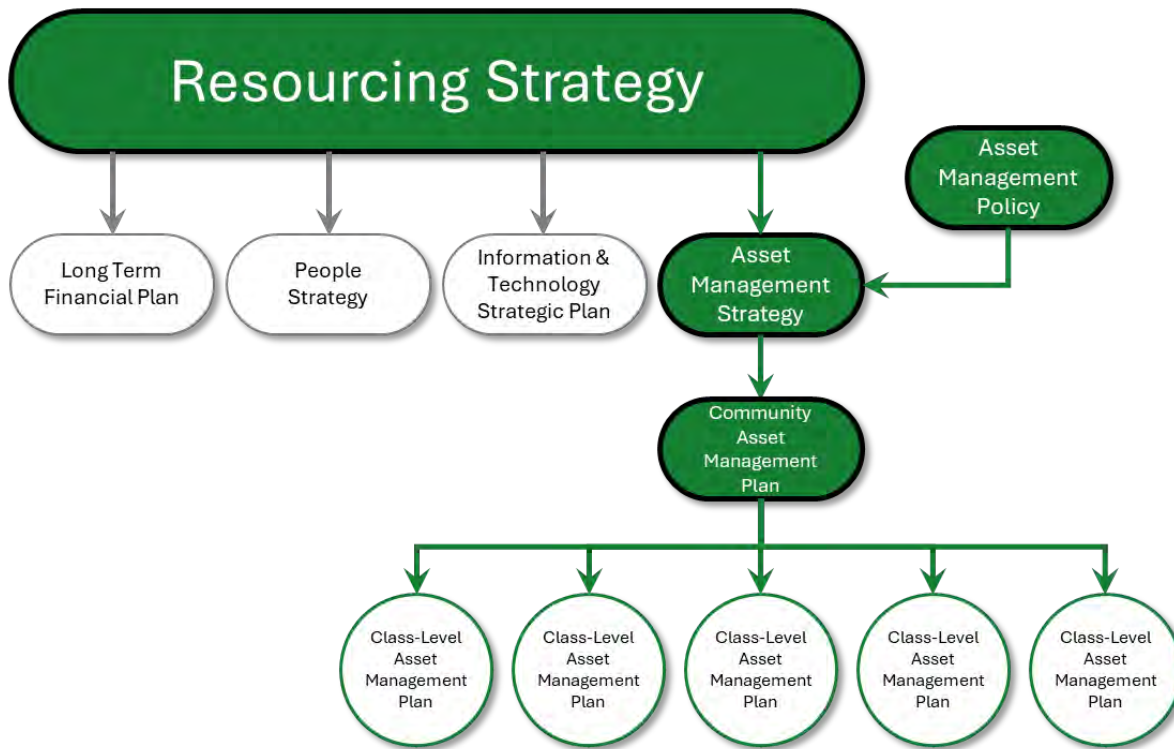 Resourcing Strategy
Asset
Management
Policy
Long Term
Financial Plan
People
Strategy
Information &
Technology
Strategic Plan
Asset
Management
Strategy
Community
Asset
Management
Plan
Class-Level
Asset
Management
Plan
Class-Level
Asset
Management
Plan
Class-Level
Asset
Management
Plan
Class-Level
Asset
Management
Plan
Class-Level
Asset
Management
Plan